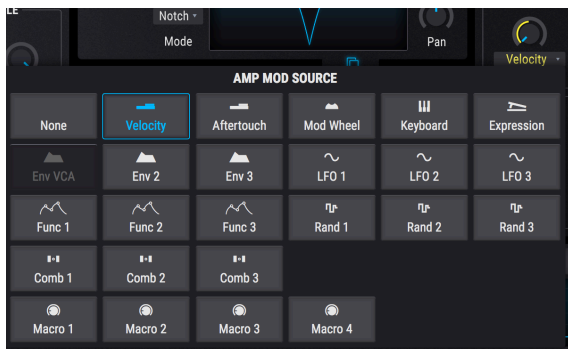 LE
Notch
Mode
Pan
Velocity
AMP MOD SOURCE
None Velocity Aftertouch Mod Wheel Keyboard Expression
Env VCA Env 2 Env 3 LFO 1 LFO 2 LFO 3
Func 1 Func 2 Func 3 Rand 1 Rand 2 Rand 3
Comb 1 Comb 2 Comb 3
Macro 1 Macro 2 Macro 3 Macro 4